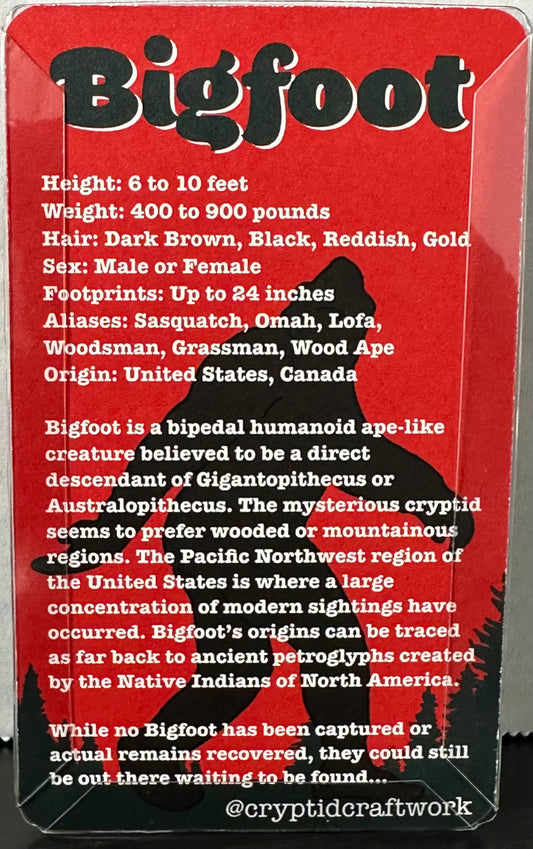 Bigfoot
Height: 6 to 10 feet
Weight: 400 to 900 pounds
Hair: Dark Brown, Black, Reddish, Gold
Sex: Male or Female
Footprints: Up to 24 inches
Aliases: Sasquatch, Omah, Lofa,
Woodsman, Grassman, Wood Ape
Origin: United States, Canada
Bigfoot is a bipedal humanoid ape-like
creature believed to be a direct
descendant of Gigantopithecus or
Australopithecus. The mysterious cryptid
seems to prefer wooded or mountainous
regions. The Pacific Northwest region of
the United States is where a large
concentration of modern sightings have
occurred. Bigfoot's origins can be traced
as far back to ancient petroglyphs created
by the Native Indians of North America.
While no Bigfoot has been captured or
actual remains recovered, they could still
be out there waiting to be found...
@cryptidcraftwork